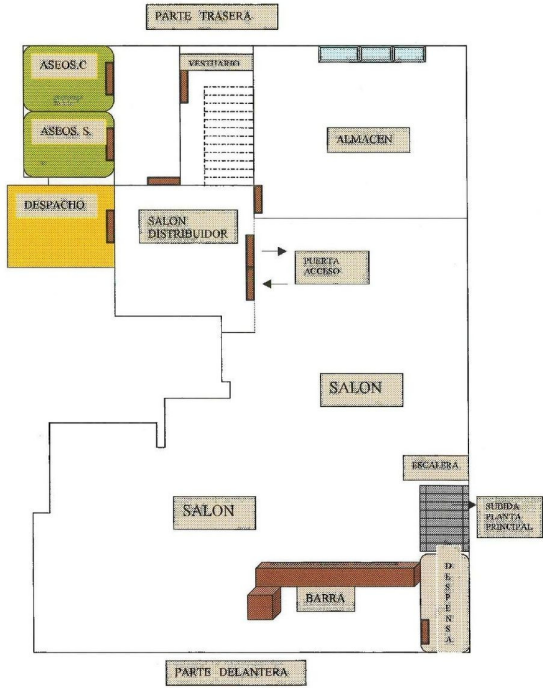 PARTE TRASERA
ASEOS.C
VESTUARIO
ASEOS. S.
ALMACEN
DESPACHO
SALON
DISTRIBUIDOR
PUERTA
ACCESO
SALON
ESCALERA
SALON
SUBIDA
PLANTA
PRINCIPAL
DESPENSA
BARRA
PARTE DELANTERA